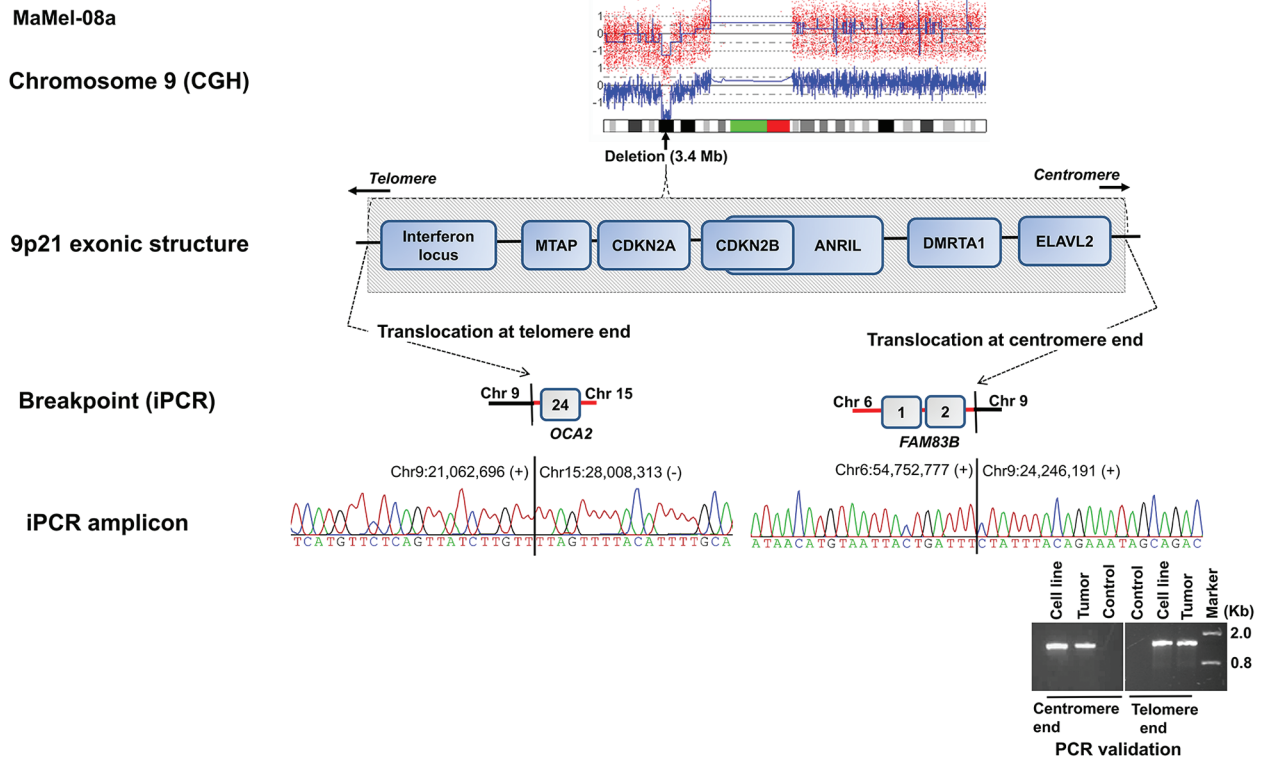 MaMel-08a
Chromosome 9 (CGH)
1
0
-1
1
0
-1
Deletion (3.4 Mb)
Telomere
Centromere
9p21 exonic structure
Interferon
locus
MTAP
CDKN2A
CDKN2B
ANRIL
DMRTA1
ELAVL2
Translocation at telomere end
Translocation at centromere end
Breakpoint (iPCR)
Chr 9
24
Chr 15
OCA2
Chr 6
1
2
Chr 9
FAM83B
Chr9:21,062,696 (+)
Chr15:28,008,313 (-)
Chr6:54,752,777 (+)
Chr9:24,246,191 (+)
iPCR amplicon
TCATGTTCTCAGTTATCTTGTTTTAGTTTTACATTTTGCA
ATAACATGTAATTACTGATTTCTATTTACAGAAATAGCAGAC
Cell line
Tumor
Control
Control
Cell line
Tumor
Marker
(Kb)
2.0
0.8
Centromere
end
Telomere
end
PCR validation